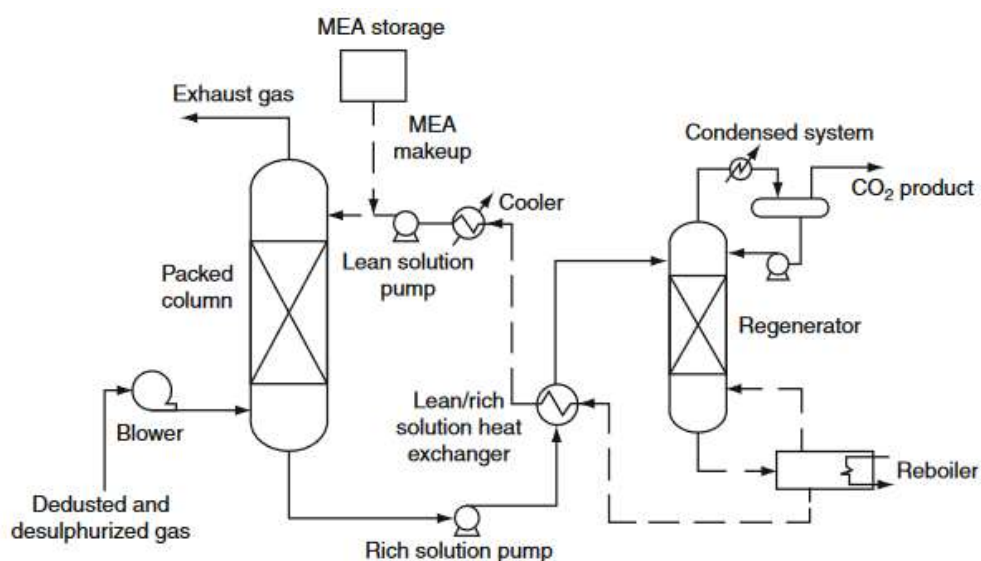 MEA storage
Exhaust gas
MEA
makeup
Condensed system
CO₂ product
Cooler
Lean solution
pump
Packed
column
Regenerator
Blower
Lean/rich
solution heat
exchanger
Reboiler
Dedusted and
desulphurized gas
Rich solution pump